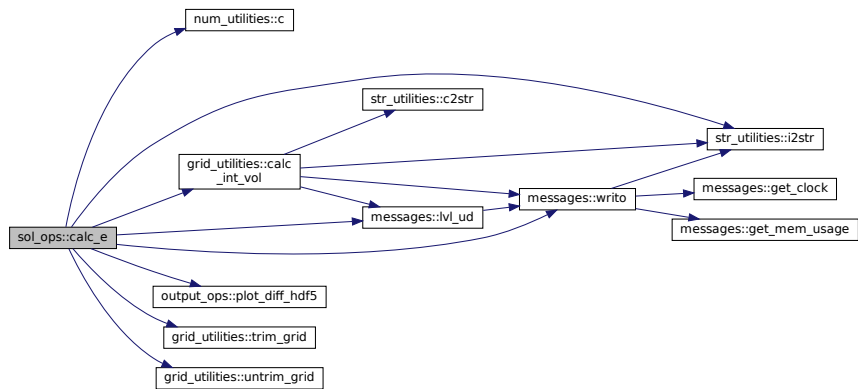 num_utilities::c
str_utilities::c2str
str_utilities::i2str
grid_utilities::calc
_int_vol
messages::get_clock
messages::writo
messages::lvl_ud
messages::get_mem_usage
sol_ops::calc_e
output_ops::plot_diff_hdf5
grid_utilities::trim_grid
grid_utilities::untrim_grid